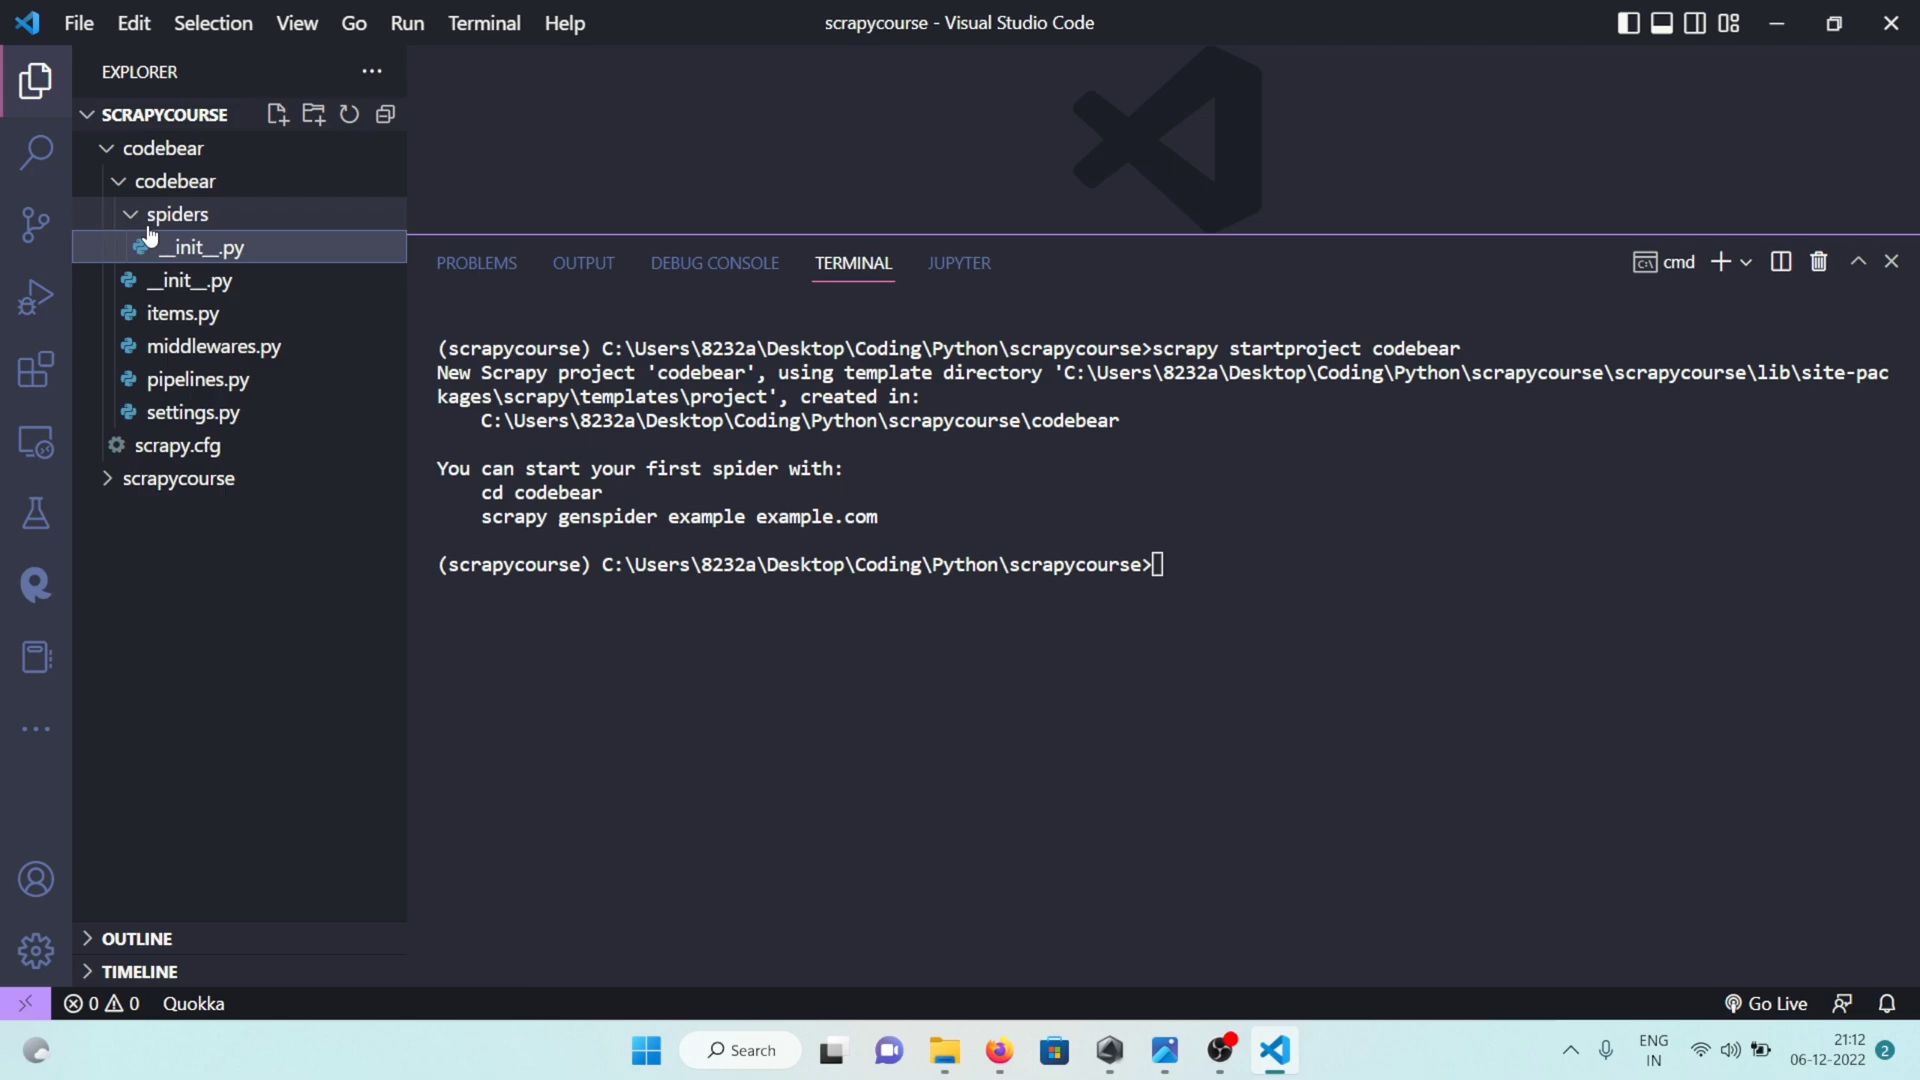 File Edit Selection View Go Run Terminal Help
scrapycourse - Visual Studio Code
EXPLORER
SCRAPYCOURSE
codebear
codebear
spiders
__init__.py
__init__.py
items.py
middlewares.py
pipelines.py
settings.py
scrapy.cfg
scrapycourse
OUTLINE
TIMELINE
PROBLEMS OUTPUT DEBUG CONSOLE TERMINAL JUPYTER
cmd
(scrapycourse) C:\Users\8232a\Desktop\Coding\Python\scrapycourse>scrapy startproject codebear
New Scrapy project 'codebear', using template directory 'C:\Users\8232a\Desktop\Coding\Python\scrapycourse\scrapycourse\lib\site-pac
kages\scrapy\templates\project', created in:
C:\Users\8232a\Desktop\Coding\Python\scrapycourse\codebear
You can start your first spider with:
cd codebear
scrapy genspider example example.com
(scrapycourse) C:\Users\8232a\Desktop\Coding\Python\scrapycourse>
0 0 Quokka
Go Live
Search
ENG
IN
21:12
06-12-2022
2